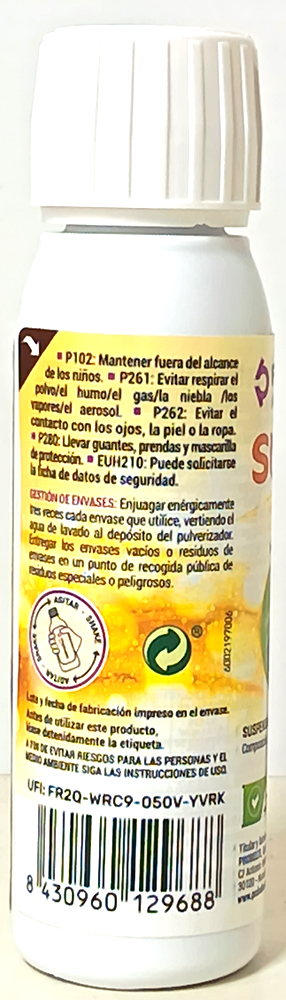 P102: Mantener fuera del alcance
de los niños. ▪ P261: Evitar respirar el
polvo/el humo/el gas/la niebla /los
vapores/el aerosol. ▪ P262: Evitar el
contacto con los ojos, la piel o la ropa.
▪ P280: Llevar guantes, prendas y mascarilla
de protección. ▪ EUH210: Puede solicitarse
la ficha de datos de seguridad.
GESTIÓN DE ENVASES: Enjuagar enérgicamente
tres veces cada envase que utilice, vertiendo el
agua de lavado al depósito del pulverizador.
Entregar los envases vacíos o residuos de
envases en un punto de recogida pública de
residuos especiales o peligrosos.
AGITAR · SHAKE · AGITAR · SHAKE
6002197006
Lote y fecha de fabricación impreso en el envase.
Antes de utilizar este producto,
léase detenidamente la etiqueta.
A FIN DE EVITAR RIESGOS PARA LAS PERSONAS Y EL
MEDIO AMBIENTE SIGA LAS INSTRUCCIONES DE USO.
UFI: FR2Q-WRC9-050V-YVRK
8 430960 129688